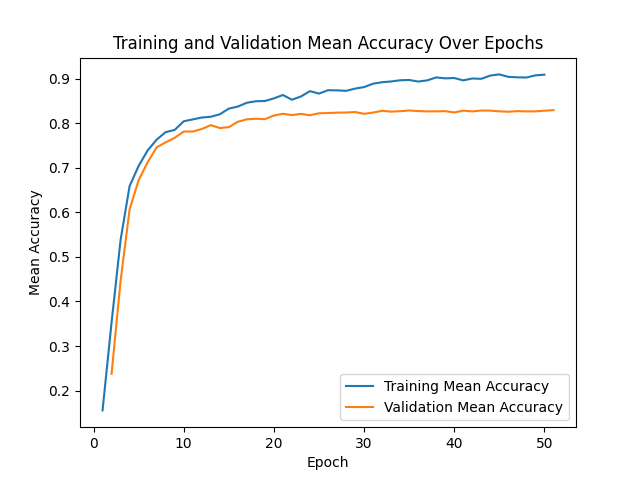 Training and Validation Mean Accuracy Over Epochs
Mean Accuracy
0.9
0.8
0.7
0.6
0.5
0.4
0.3
0.2
Training Mean Accuracy
Validation Mean Accuracy
0 10 20 30 40 50
Epoch